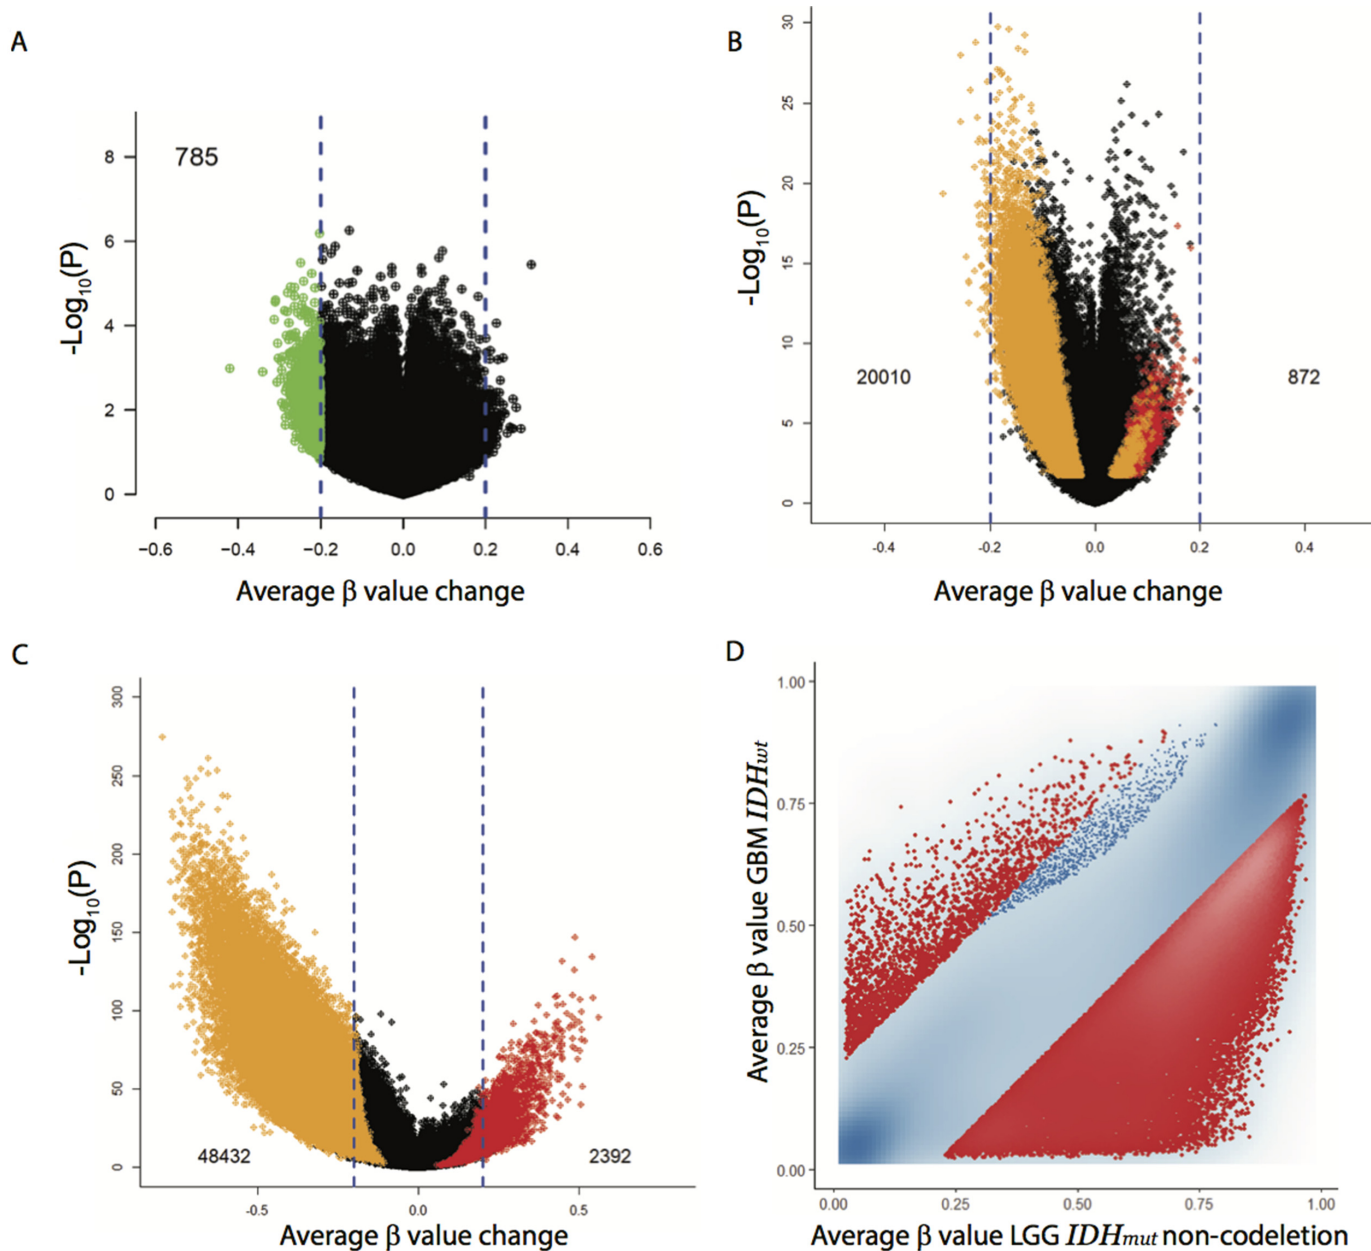 A
785
-Log10(P)
8
6
4
2
0
−0.6 −0.4 −0.2 0.0 0.2 0.4 0.6
Average β value change
B
-Log10(P)
30
25
20
15
10
5
0
20010
872
-0.4 -0.2 0.0 0.2 0.4
Average β value change
C
-Log10(P)
300
250
200
150
100
50
0
48432
2392
-0.5 0.0 0.5
Average β value change
D
Average β value GBM IDHwt
1.00
0.75
0.50
0.25
0.00
0.00 0.25 0.50 0.75 1.00
Average β value LGG IDHmut non-codeletion